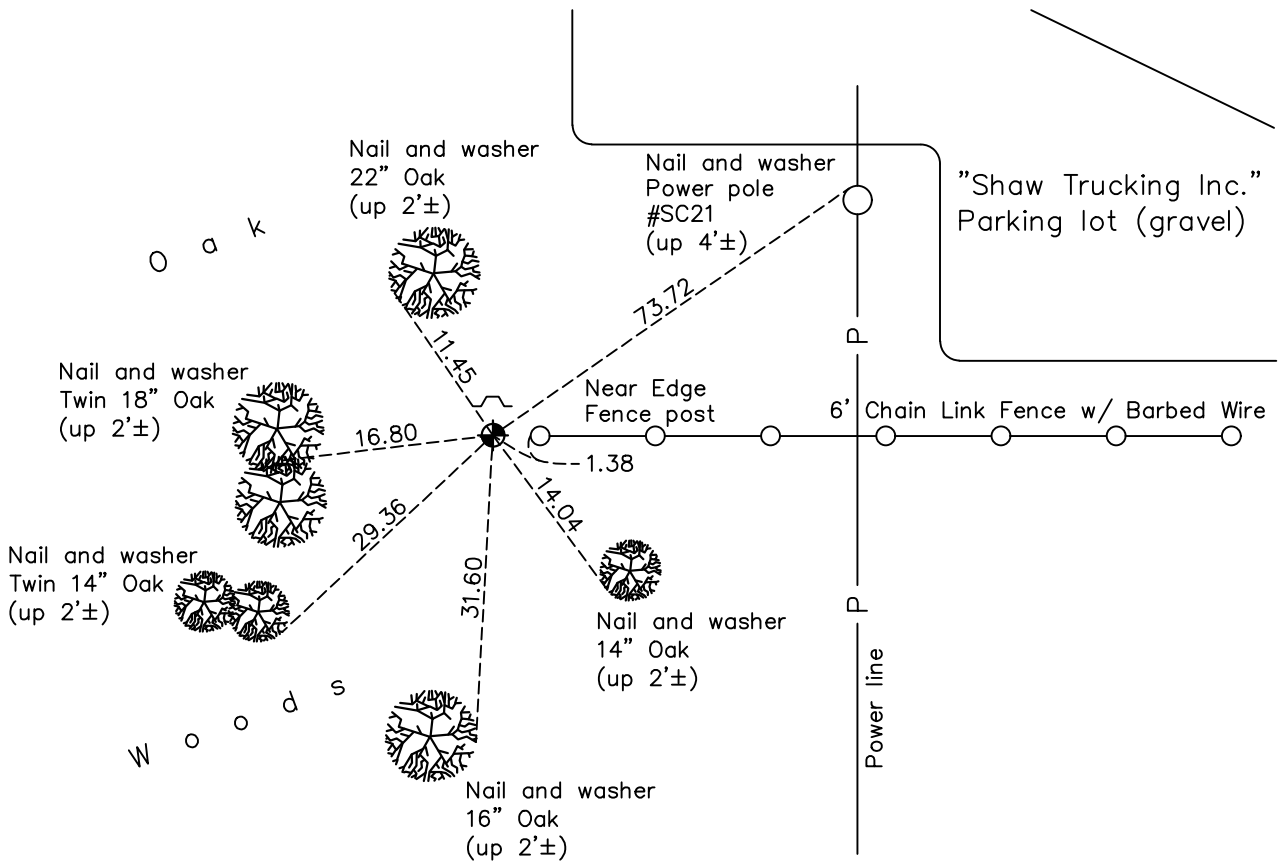 Nail and washer
22" Oak
(up 2'±)
Nail and washer
Power pole
#SC21
(up 4'±)
"Shaw Trucking Inc."
Parking lot (gravel)
Oak
73.72
11.45
P
Nail and washer
Twin 18" Oak
(up 2'±)
Near Edge
Fence post
6' Chain Link Fence w/ Barbed Wire
16.80
1.38
14.04
29.36
Nail and washer
Twin 14" Oak
(up 2'±)
31.60
P
Nail and washer
14" Oak
(up 2'±)
Woods
Power line
Nail and washer
16" Oak
(up 2'±)